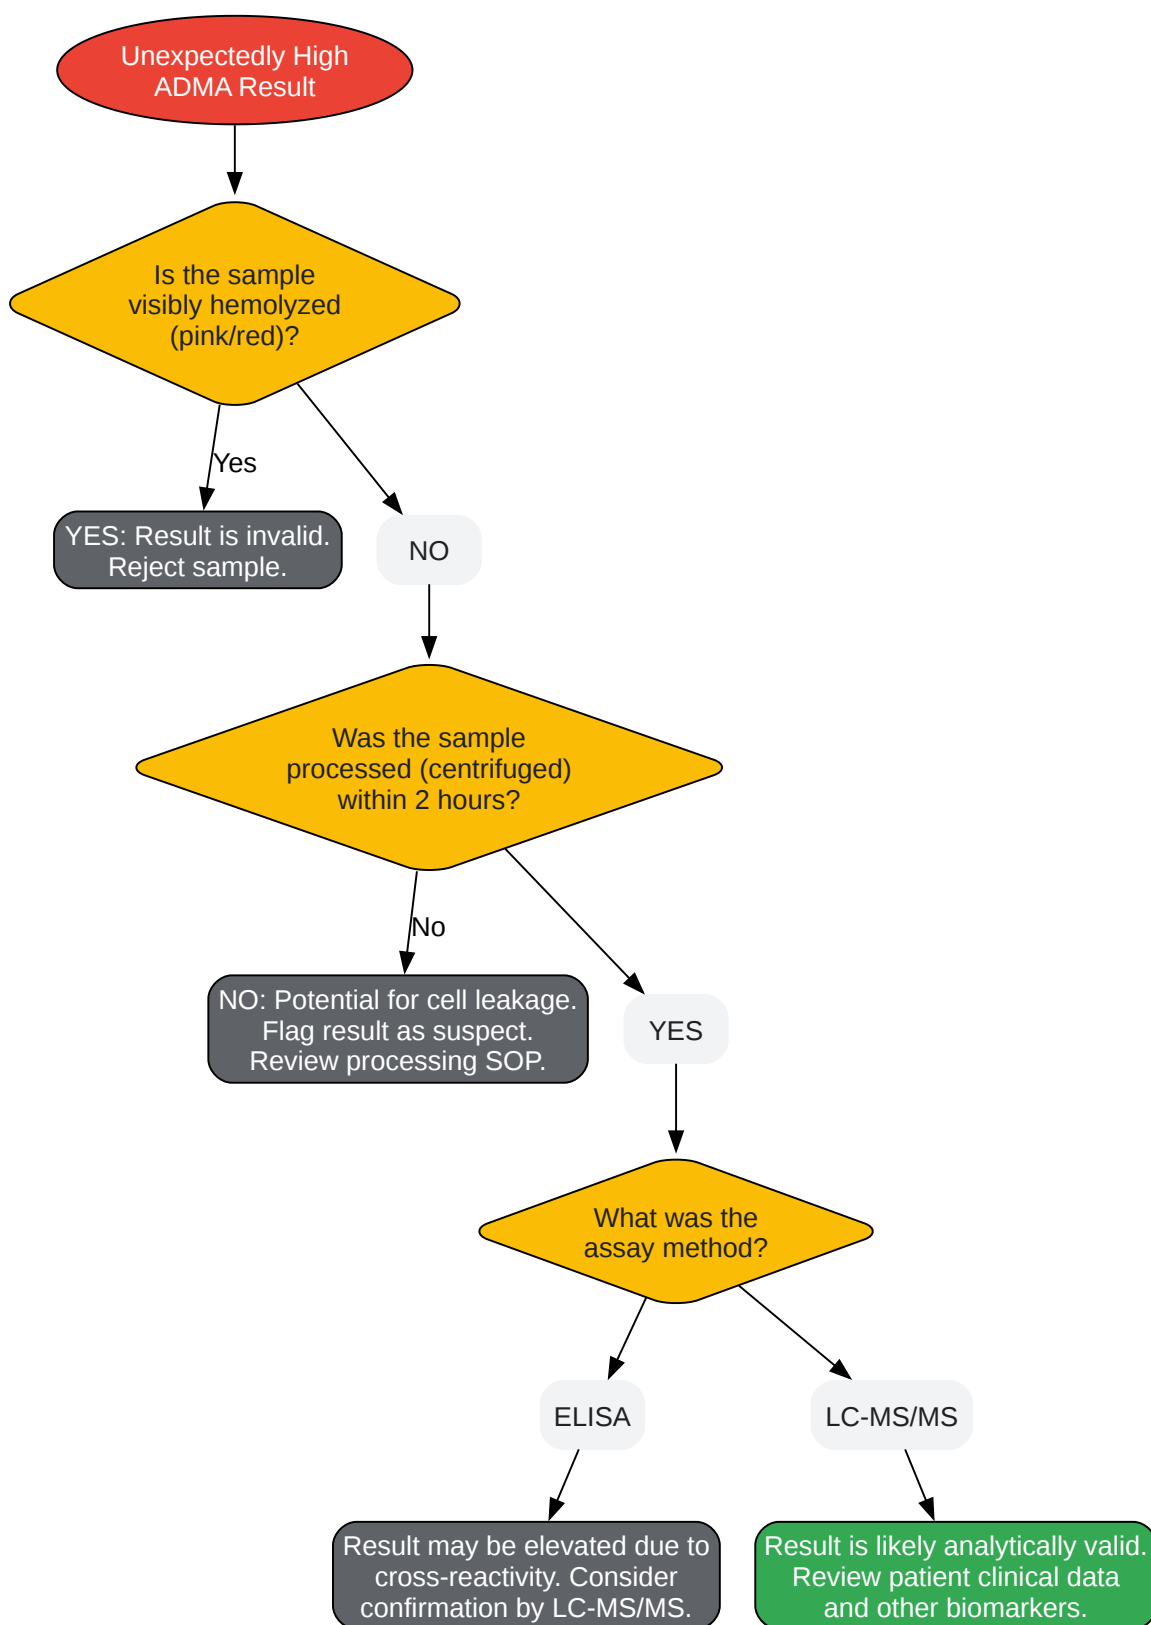 Unexpectedly High
ADMA Result
Is the sample
visibly hemolyzed
(pink/red)?
Yes
YES: Result is invalid.
Reject sample.
NO
Was the sample
processed (centrifuged)
within 2 hours?
No
NO: Potential for cell leakage.
Flag result as suspect.
Review processing SOP.
YES
What was the
assay method?
ELISA
LC-MS/MS
Result may be elevated due to
cross-reactivity. Consider
confirmation by LC-MS/MS.
Result is likely analytically valid.
Review patient clinical data
and other biomarkers.